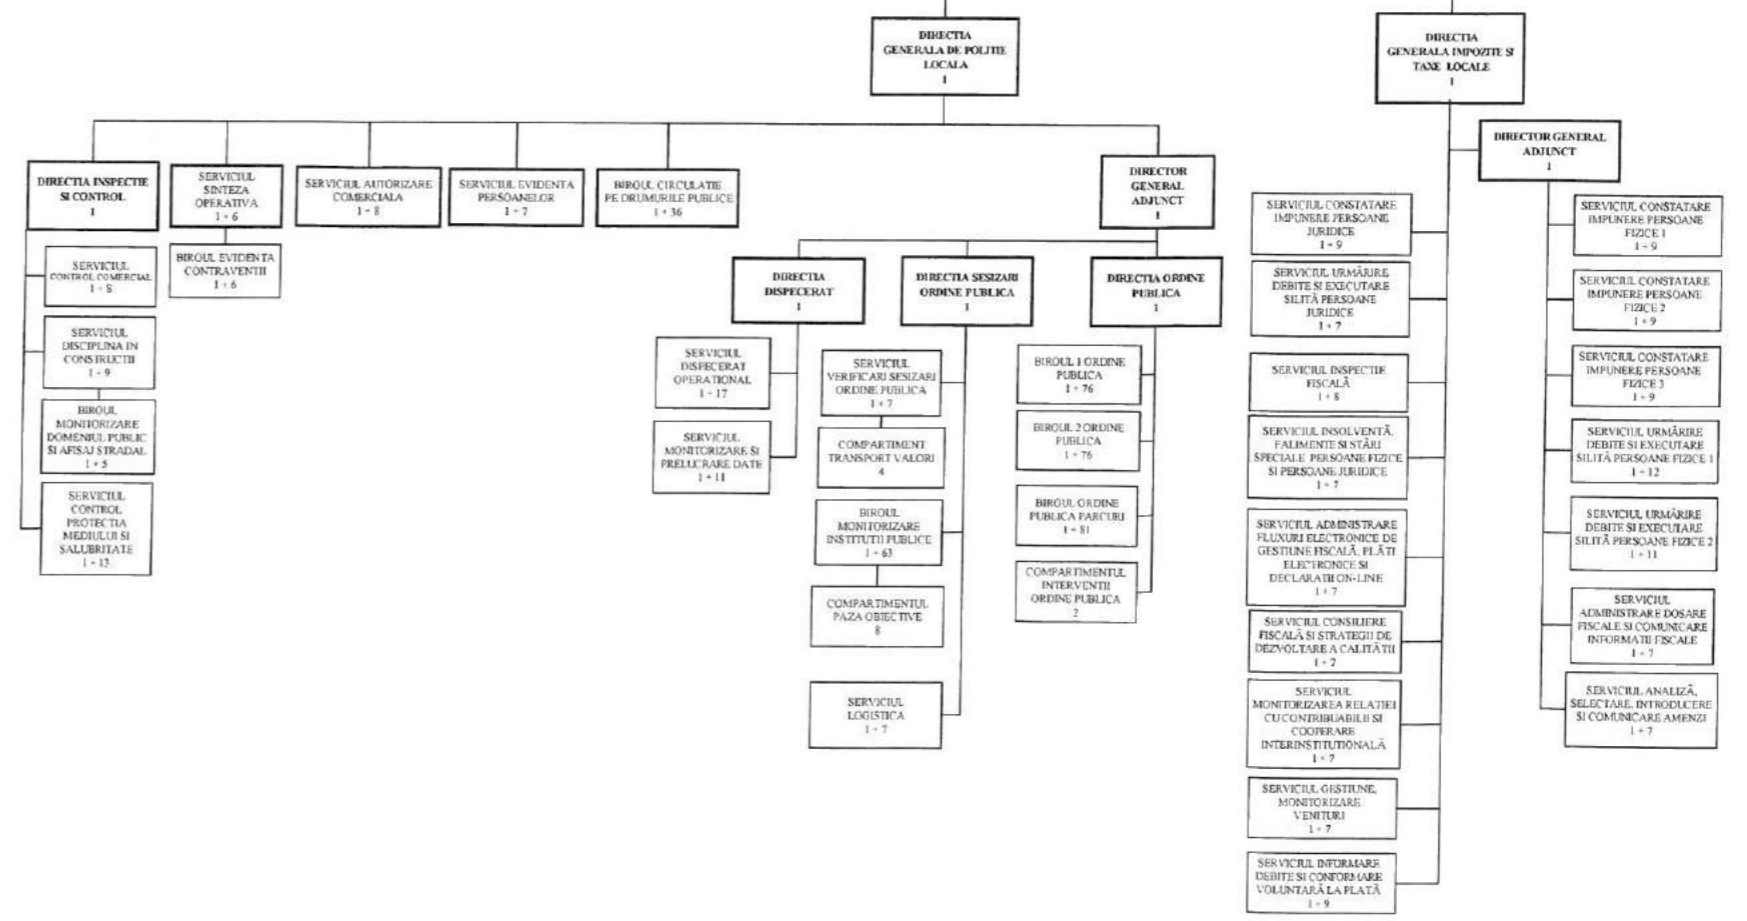 DIRECTIA
GENERALA DE POLITIE
LOCALA
1
DIRECTIA INSPECTIE
SI CONTROL
1
SERVICIUL
CONTROL COMERCIAL
1 + 8
SERVICIUL
DISCIPLINA IN
CONSTRUCTII
1 + 9
BIROUL
MONITORIZARE
DOMENIUL PUBLIC
SI AFISAJ STRADAL
1 + 5
SERVICIUL
CONTROL
PROTECTIA
MEDIULUI SI
SALUBRITATE
1 + 13
SERVICIUL
SINTEZA
OPERATIVA
1 + 6
BIROUL EVIDENTA
CONTRAVENTII
1 + 6
SERVICIUL AUTORIZARE
COMERCIALA
1 + 8
SERVICIUL EVIDENTA
PERSOANELOR
1 + 7
BIROUL CIRCULATIE
PE DRUMURILE PUBLICE
1 + 36
DIRECTOR
GENERAL
ADJUNCT
1
DIRECTIA
DISPECERAT
1
SERVICIUL
DISPECERAT
OPERATIONAL
1 + 17
SERVICIUL
MONITORIZARE SI
PRELUCRARE DATE
1 + 11
DIRECTIA SESIZARI
ORDINE PUBLICA
1
SERVICIUL
VERIFICARI SESIZARI
ORDINE PUBLICA
1 + 7
COMPARTIMENT
TRANSPORT VALORI
4
BIROUL
MONITORIZARE
INSTITUTII PUBLICE
1 + 63
COMPARTIMENTUL
PAZA OBIECTIVE
8
SERVICIUL
LOGISTICA
1 + 7
DIRECTIA ORDINE
PUBLICA
1
BIROUL 1 ORDINE
PUBLICA
1 + 76
BIROUL 2 ORDINE
PUBLICA
1 + 76
BIROUL ORDINE
PUBLICA PARCURI
1 + 81
COMPARTIMENTUL
INTERVENTII
ORDINE PUBLICA
2
DIRECTIA
GENERALA IMPOZITE SI
TAXE LOCALE
1
SERVICIUL CONSTATARE
IMPUNERE PERSOANE
JURIDICE
1 + 9
SERVICIUL URMĂRIRE
DEBITE SI EXECUTARE
SILITĂ PERSOANE
JURIDICE
1 + 7
SERVICIUL INSPECTIE
FISCALĂ
1 + 8
SERVICIUL INSOLVENTĂ,
FALIMENTE SI STĂRI
SPECIALE PERSOANE FIZICE
SI PERSOANE JURIDICE
1 + 7
SERVICIUL ADMINISTRARE
FLUXURI ELECTRONICE DE
GESTIUNE FISCALĂ, PLĂTI
ELECTRONICE SI
DECLARATII ON-LINE
1 + 7
SERVICIUL CONSILIERE
FISCALĂ SI STRATEGII DE
DEZVOLTARE A CALITĂTII
1 + 7
SERVICIUL
MONITORIZAREA RELATIEI
CU CONTRIBUABILII SI
COOPERARE
INTERINSTITUTIONALĂ
1 + 7
SERVICIUL GESTIUNE,
MONITORIZARE
VENITURI
1 + 7
SERVICIUL INFORMARE
DEBITE SI CONFORMARE
VOLUNTARĂ LA PLATĂ
1 + 9
DIRECTOR GENERAL
ADJUNCT
1
SERVICIUL CONSTATARE
IMPUNERE PERSOANE
FIZICE 1
1 + 9
SERVICIUL CONSTATARE
IMPUNERE PERSOANE
FIZICE 2
1 + 9
SERVICIUL CONSTATARE
IMPUNERE PERSOANE
FIZICE 3
1 + 9
SERVICIUL URMĂRIRE
DEBITE SI EXECUTARE
SILITĂ PERSOANE FIZICE 1
1 + 12
SERVICIUL URMĂRIRE
DEBITE SI EXECUTARE
SILITĂ PERSOANE FIZICE 2
1 + 11
SERVICIUL
ADMINISTRARE DOSARE
FISCALE SI COMUNICARE
INFORMATII FISCALE
1 + 7
SERVICIUL ANALIZĂ,
SELECTARE, INTRODUCERE
SI COMUNICARE AMENZI
1 + 7